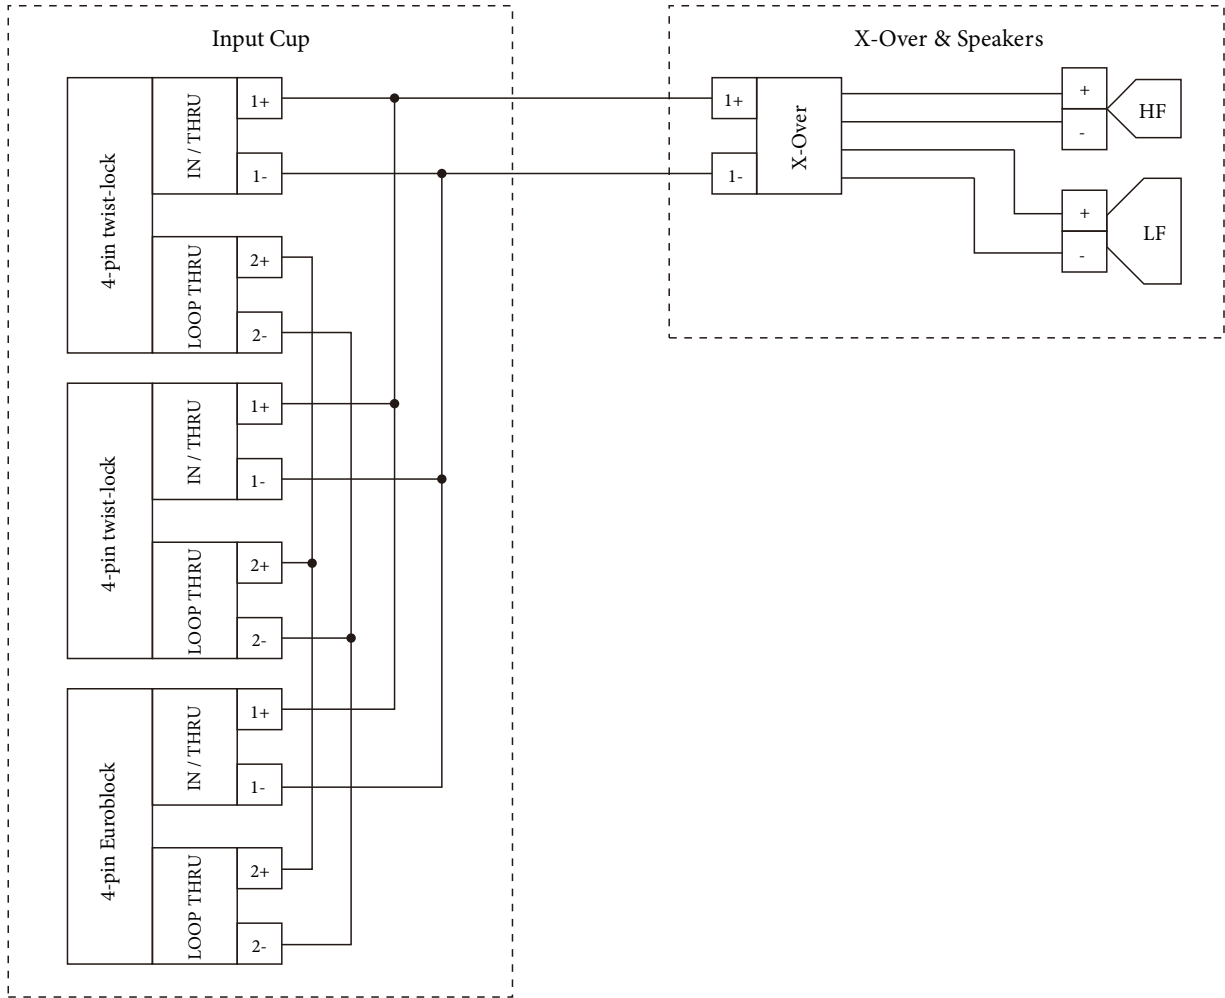 Input Cup
4-pin twist-lock
IN / THRU
1+
1-
LOOP THRU
2+
2-
4-pin twist-lock
IN / THRU
1+
1-
LOOP THRU
2+
2-
4-pin Euroblock
IN / THRU
1+
1-
LOOP THRU
2+
2-
X-Over & Speakers
1+
1-
X-Over
+
-
HF
+
-
LF